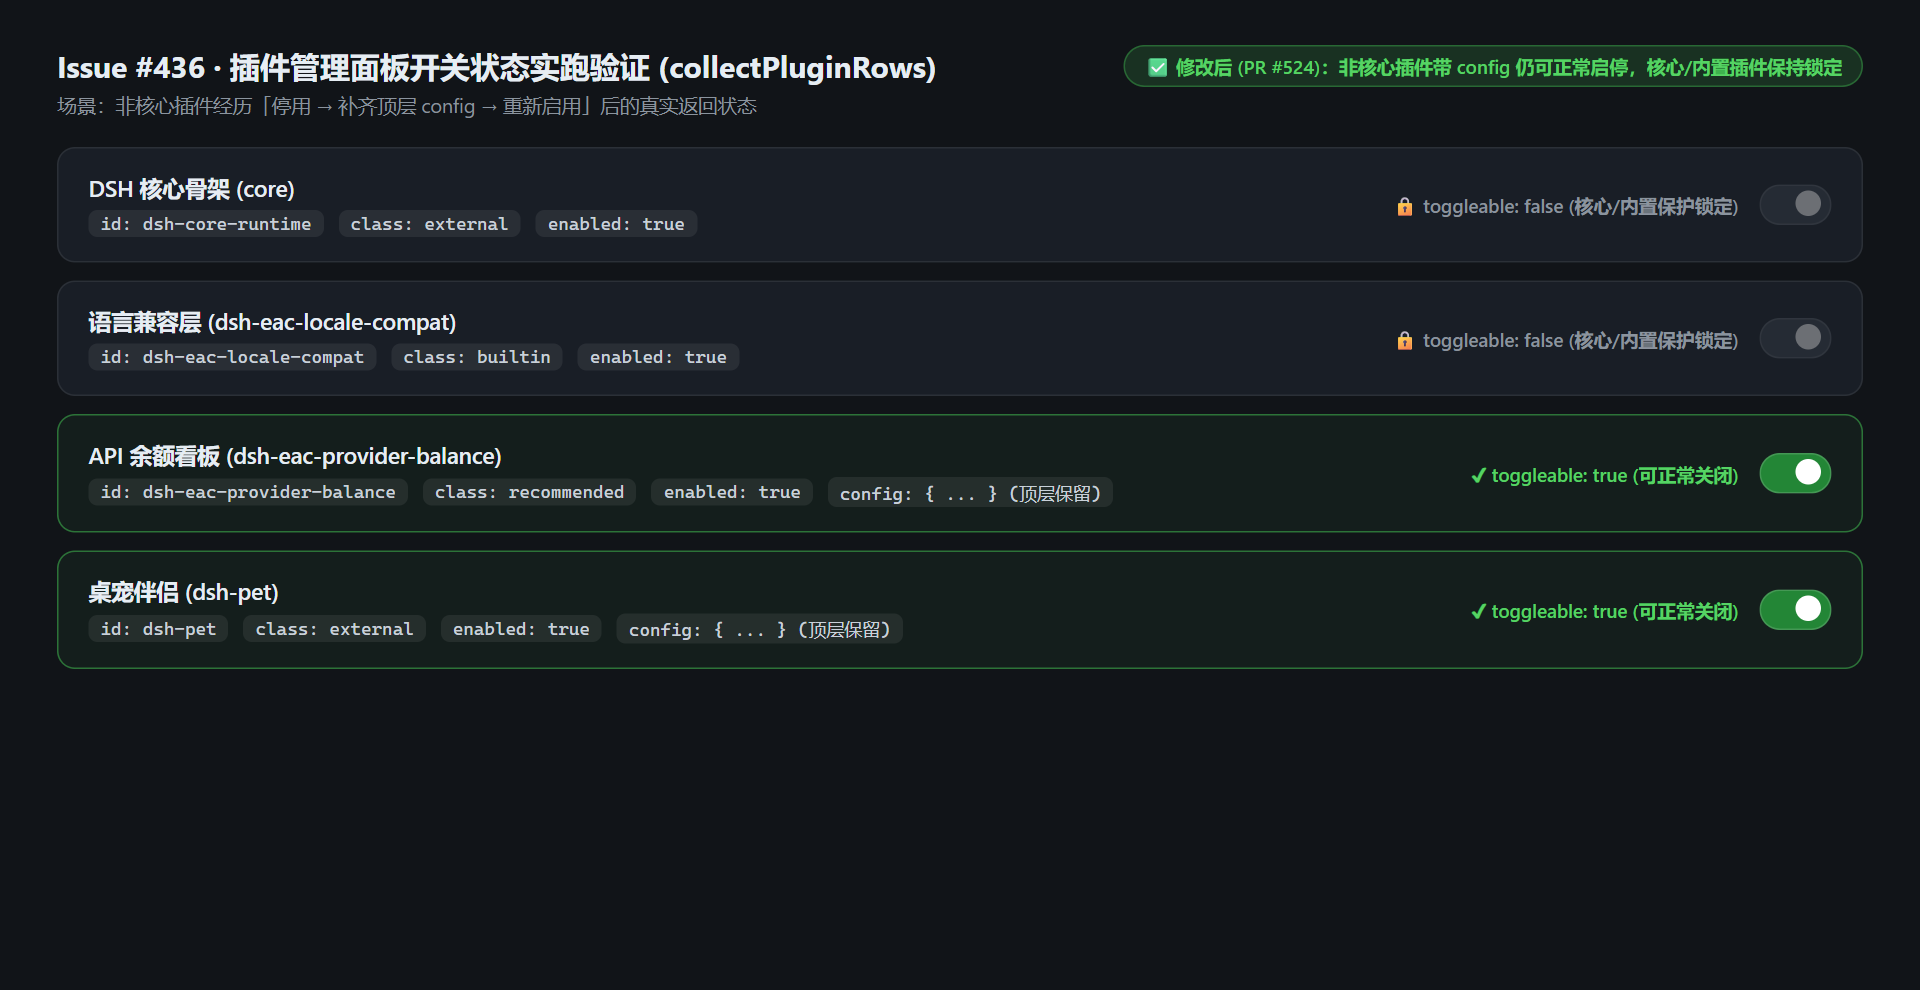 Issue #436 · 插件管理面板开关状态实跑验证 (collectPluginRows)
✅ 修改后 (PR #524)：非核心插件带 config 仍可正常启停，核心/内置插件保持锁定
场景：非核心插件经历「停用 → 补齐顶层 config → 重新启用」后的真实返回状态
DSH 核心骨架 (core)
id: dsh-core-runtime class: external enabled: true
🔒 toggleable: false (核心/内置保护锁定)
语言兼容层 (dsh-eac-locale-compat)
id: dsh-eac-locale-compat class: builtin enabled: true
🔒 toggleable: false (核心/内置保护锁定)
API 余额看板 (dsh-eac-provider-balance)
id: dsh-eac-provider-balance class: recommended enabled: true config: { ... } (顶层保留)
✓ toggleable: true (可正常关闭)
桌宠伴侣 (dsh-pet)
id: dsh-pet class: external enabled: true config: { ... } (顶层保留)
✓ toggleable: true (可正常关闭)